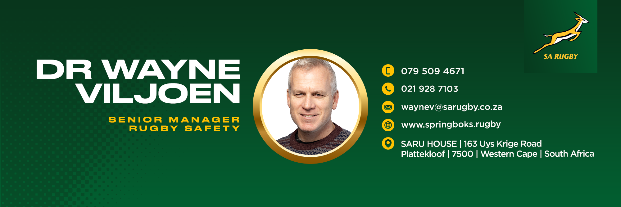 DR WAYNE
VILJOEN
SENIOR MANAGER
RUGBY SAFETY
079 509 4671
021 928 7103
waynev@sarugby.co.za
www.springboks.rugby
SARU HOUSE | 163 Uys Krige Road
Plattekloof | 7500 | Western Cape | South Africa
SA RUGBY